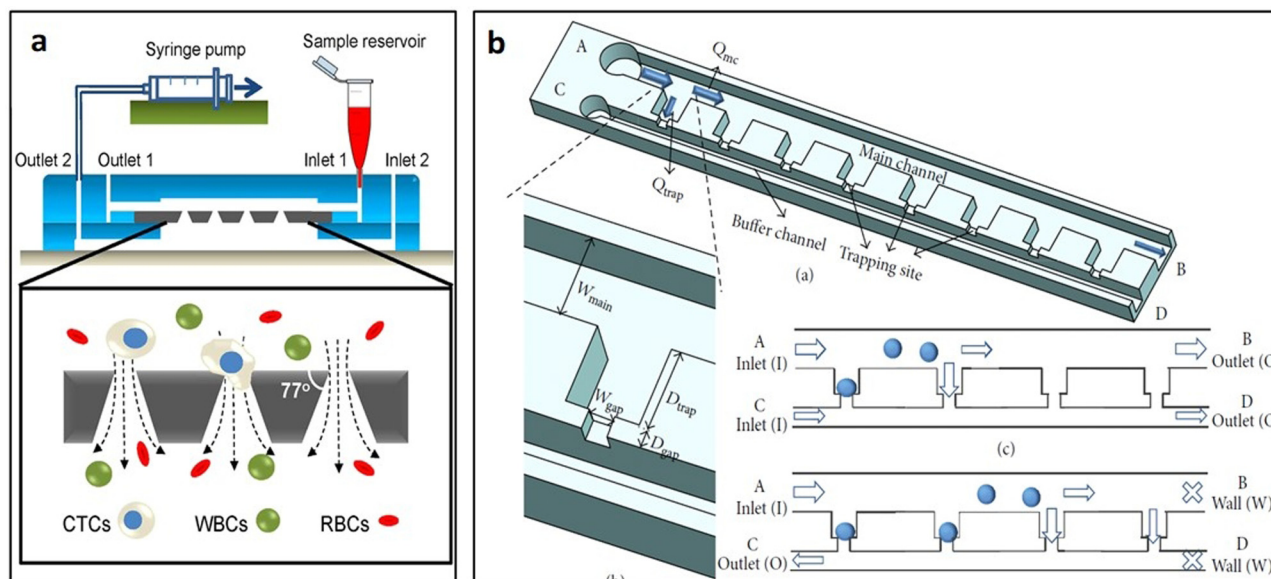 a
Syringe pump
Sample reservoir
Outlet 2
Outlet 1
Inlet 1
Inlet 2
77°
CTCs
WBCs
RBCs
b
A
C
Q_mc
Q_trap
Main channel
Buffer channel
Trapping site
(a)
B
D
W_main
W_gap
D_trap
D_gap
A
Inlet (I)
B
Outlet (O
C
Inlet (I)
D
Outlet (O
(c)
A
Inlet (I)
B
Wall (W)
C
Outlet (O)
D
Wall (W)